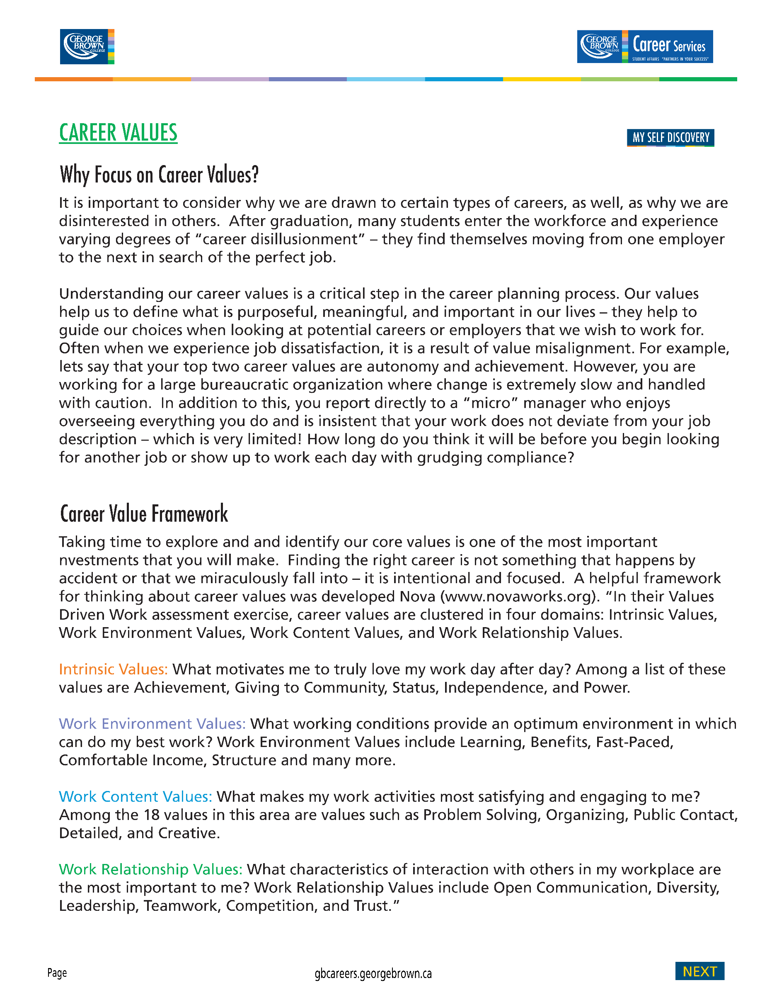 GEORGE
BROWN
COLLEGE
GEORGE
BROWN
COLLEGE
Career Services
STUDENT AFFAIRS "PARTNERS IN YOUR SUCCESS"
CAREER VALUES
MY SELF DISCOVERY
Why Focus on Career Values?
It is important to consider why we are drawn to certain types of careers, as well, as why we are
disinterested in others.  After graduation, many students enter the workforce and experience
varying degrees of “career disillusionment” – they find themselves moving from one employer
to the next in search of the perfect job.
Understanding our career values is a critical step in the career planning process. Our values
help us to define what is purposeful, meaningful, and important in our lives – they help to
guide our choices when looking at potential careers or employers that we wish to work for.
Often when we experience job dissatisfaction, it is a result of value misalignment. For example,
lets say that your top two career values are autonomy and achievement. However, you are
working for a large bureaucratic organization where change is extremely slow and handled
with caution.  In addition to this, you report directly to a “micro” manager who enjoys
overseeing everything you do and is insistent that your work does not deviate from your job
description – which is very limited! How long do you think it will be before you begin looking
for another job or show up to work each day with grudging compliance?
Career Value Framework
Taking time to explore and and identify our core values is one of the most important
nvestments that you will make.  Finding the right career is not something that happens by
accident or that we miraculously fall into – it is intentional and focused.  A helpful framework
for thinking about career values was developed Nova (www.novaworks.org). “In their Values
Driven Work assessment exercise, career values are clustered in four domains: Intrinsic Values,
Work Environment Values, Work Content Values, and Work Relationship Values.
Intrinsic Values: What motivates me to truly love my work day after day? Among a list of these
values are Achievement, Giving to Community, Status, Independence, and Power.
Work Environment Values: What working conditions provide an optimum environment in which
can do my best work? Work Environment Values include Learning, Benefits, Fast-Paced,
Comfortable Income, Structure and many more.
Work Content Values: What makes my work activities most satisfying and engaging to me?
Among the 18 values in this area are values such as Problem Solving, Organizing, Public Contact,
Detailed, and Creative.
Work Relationship Values: What characteristics of interaction with others in my workplace are
the most important to me? Work Relationship Values include Open Communication, Diversity,
Leadership, Teamwork, Competition, and Trust.”
Page
gbcareers.georgebrown.ca
NEXT